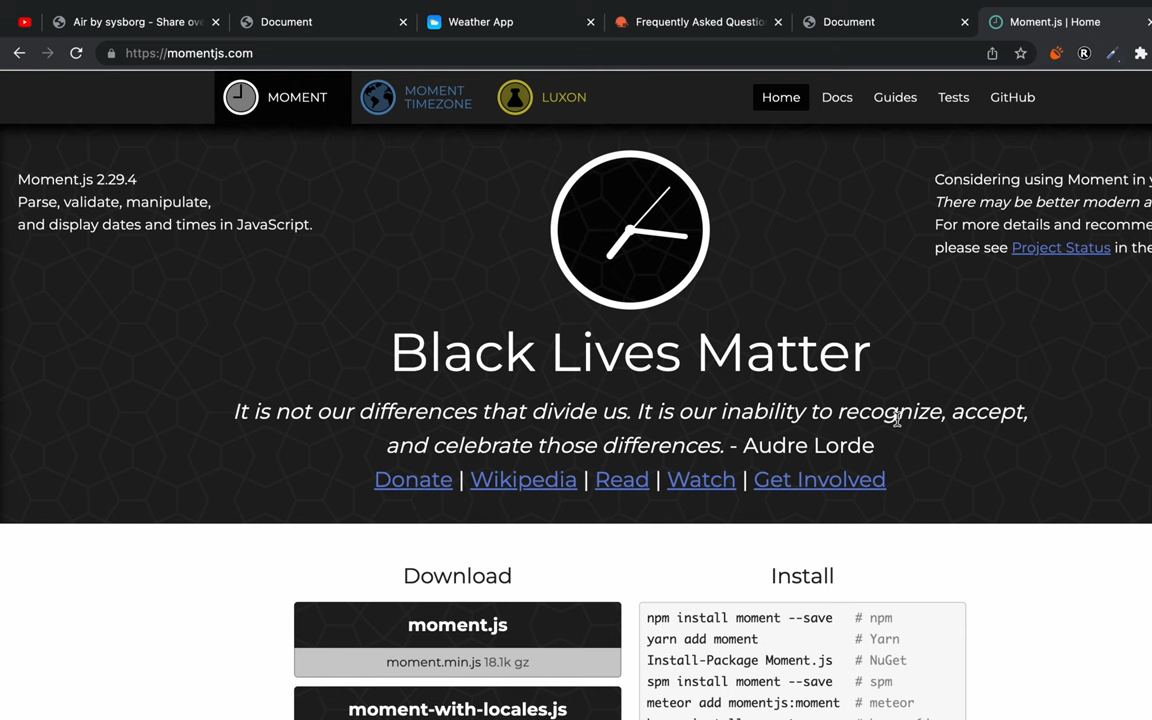 Air by sysborg - Share ove
Document
Weather App
Frequently Asked Questio
Document
Moment.js | Home
https://momentjs.com
MOMENT
MOMENT
TIMEZONE
LUXON
Home
Docs
Guides
Tests
GitHub
Moment.js 2.29.4
Parse, validate, manipulate,
and display dates and times in JavaScript.
Considering using Moment in y
There may be better modern a
For more details and recomme
please see Project Status in the
Black Lives Matter
It is not our differences that divide us. It is our inability to recognize, accept,
and celebrate those differences. - Audre Lorde
Donate | Wikipedia | Read | Watch | Get Involved
Download
moment.js
moment.min.js 18.1k gz
moment-with-locales.js
Install
npm install moment --save # npm
yarn add moment # Yarn
Install-Package Moment.js # NuGet
spm install moment --save # spm
meteor add momentjs:moment # meteor